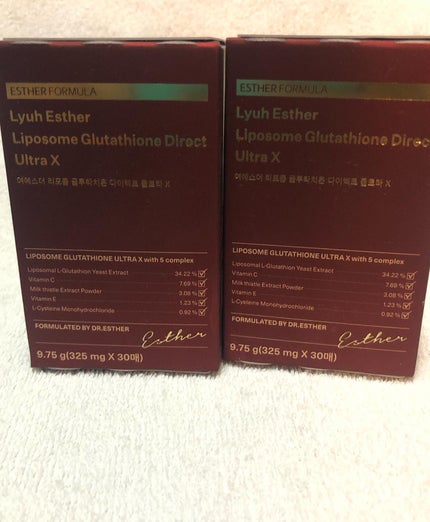 ESTHER FORMULA
Lyuh Esther
Liposome Glutathione Direct
Ultra X
여에스더 리포좀 글루타치온 다이렉트 울트라 X
LIPOSOME GLUTATHIONE ULTRA X with 5 complex
Liposomal L-Glutathion Yeast Extract 34.22 %
Vitamin C 7.69 %
Milk thistle Extract Powder 3.08 %
Vitamin E 1.23 %
L-Cysteine Monohydrochloride 0.92 %
FORMULATED BY DR.ESTHER
Esther
9.75 g(325 mg X 30매)
ESTHER FORMULA
Lyuh Esther
Liposome Glutathione Direc
Ultra X
여에스더 리포좀 글루타치온 다이렉트 울트라 X
LIPOSOME GLUTATHIONE ULTRA X with 5 complex
Liposomal L-Glutathion Yeast Extract 34.22 %
Vitamin C 7.69 %
Milk thistle Extract Powder 3.08 %
Vitamin E 1.23 %
L-Cysteine Monohydrochloride 0.92 %
FORMULATED BY DR.ESTHER
Esther
9.75 g(325 mg X 30매)